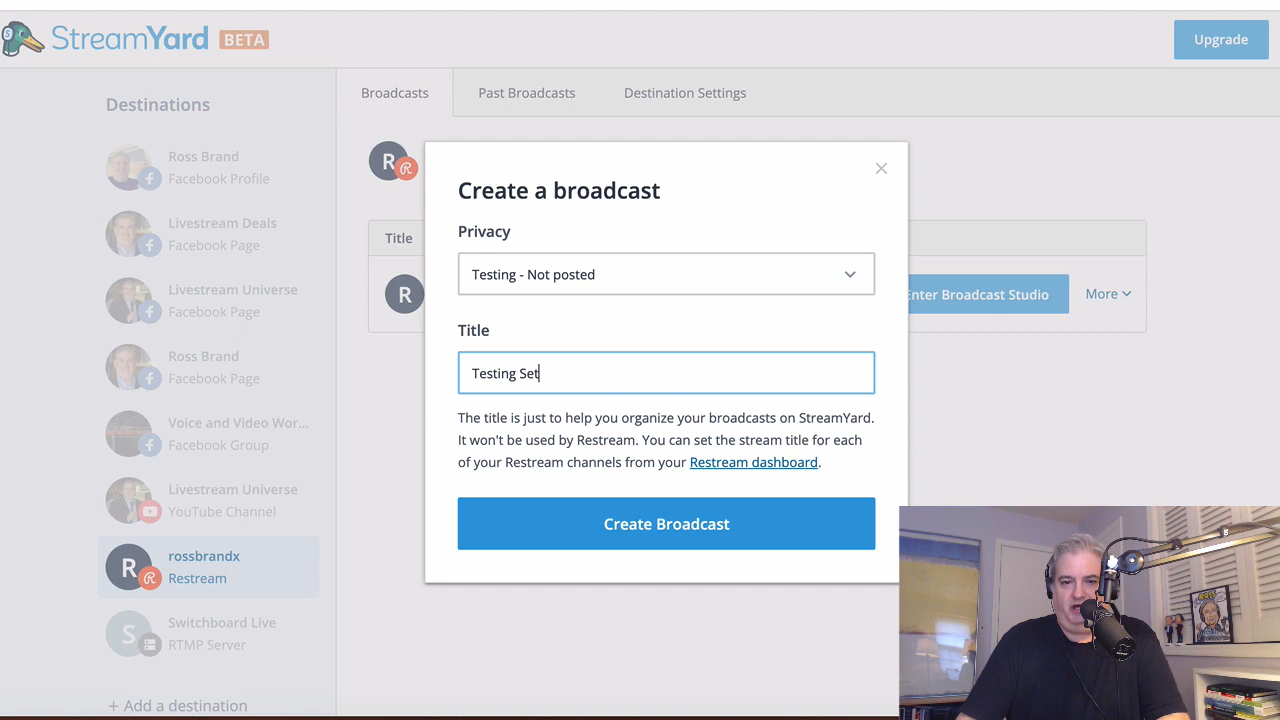 StreamYard BETA
Upgrade
Destinations
Ross Brand
Facebook Profile
Livestream Deals
Facebook Page
Livestream Universe
Facebook Page
Ross Brand
Facebook Page
Voice and Video Wor...
Facebook Group
Livestream Universe
YouTube Channel
R
rossbrandx
Restream
S
Switchboard Live
RTMP Server
+ Add a destination
Broadcasts
Past Broadcasts
Destination Settings
R
Title
R
Enter Broadcast Studio
More
Create a broadcast
Privacy
Testing - Not posted
Title
Testing Set
The title is just to help you organize your broadcasts on StreamYard.
It won't be used by Restream. You can set the stream title for each
of your Restream channels from your Restream dashboard.
Create Broadcast
ROSS